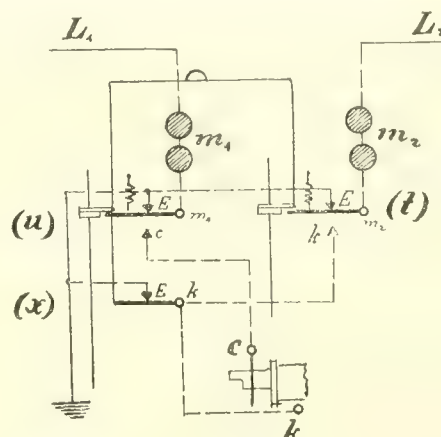 L₁ L₂
m₁ m₂
(u) E m₁ E (t)
c k m₂
(x) E k
C
k